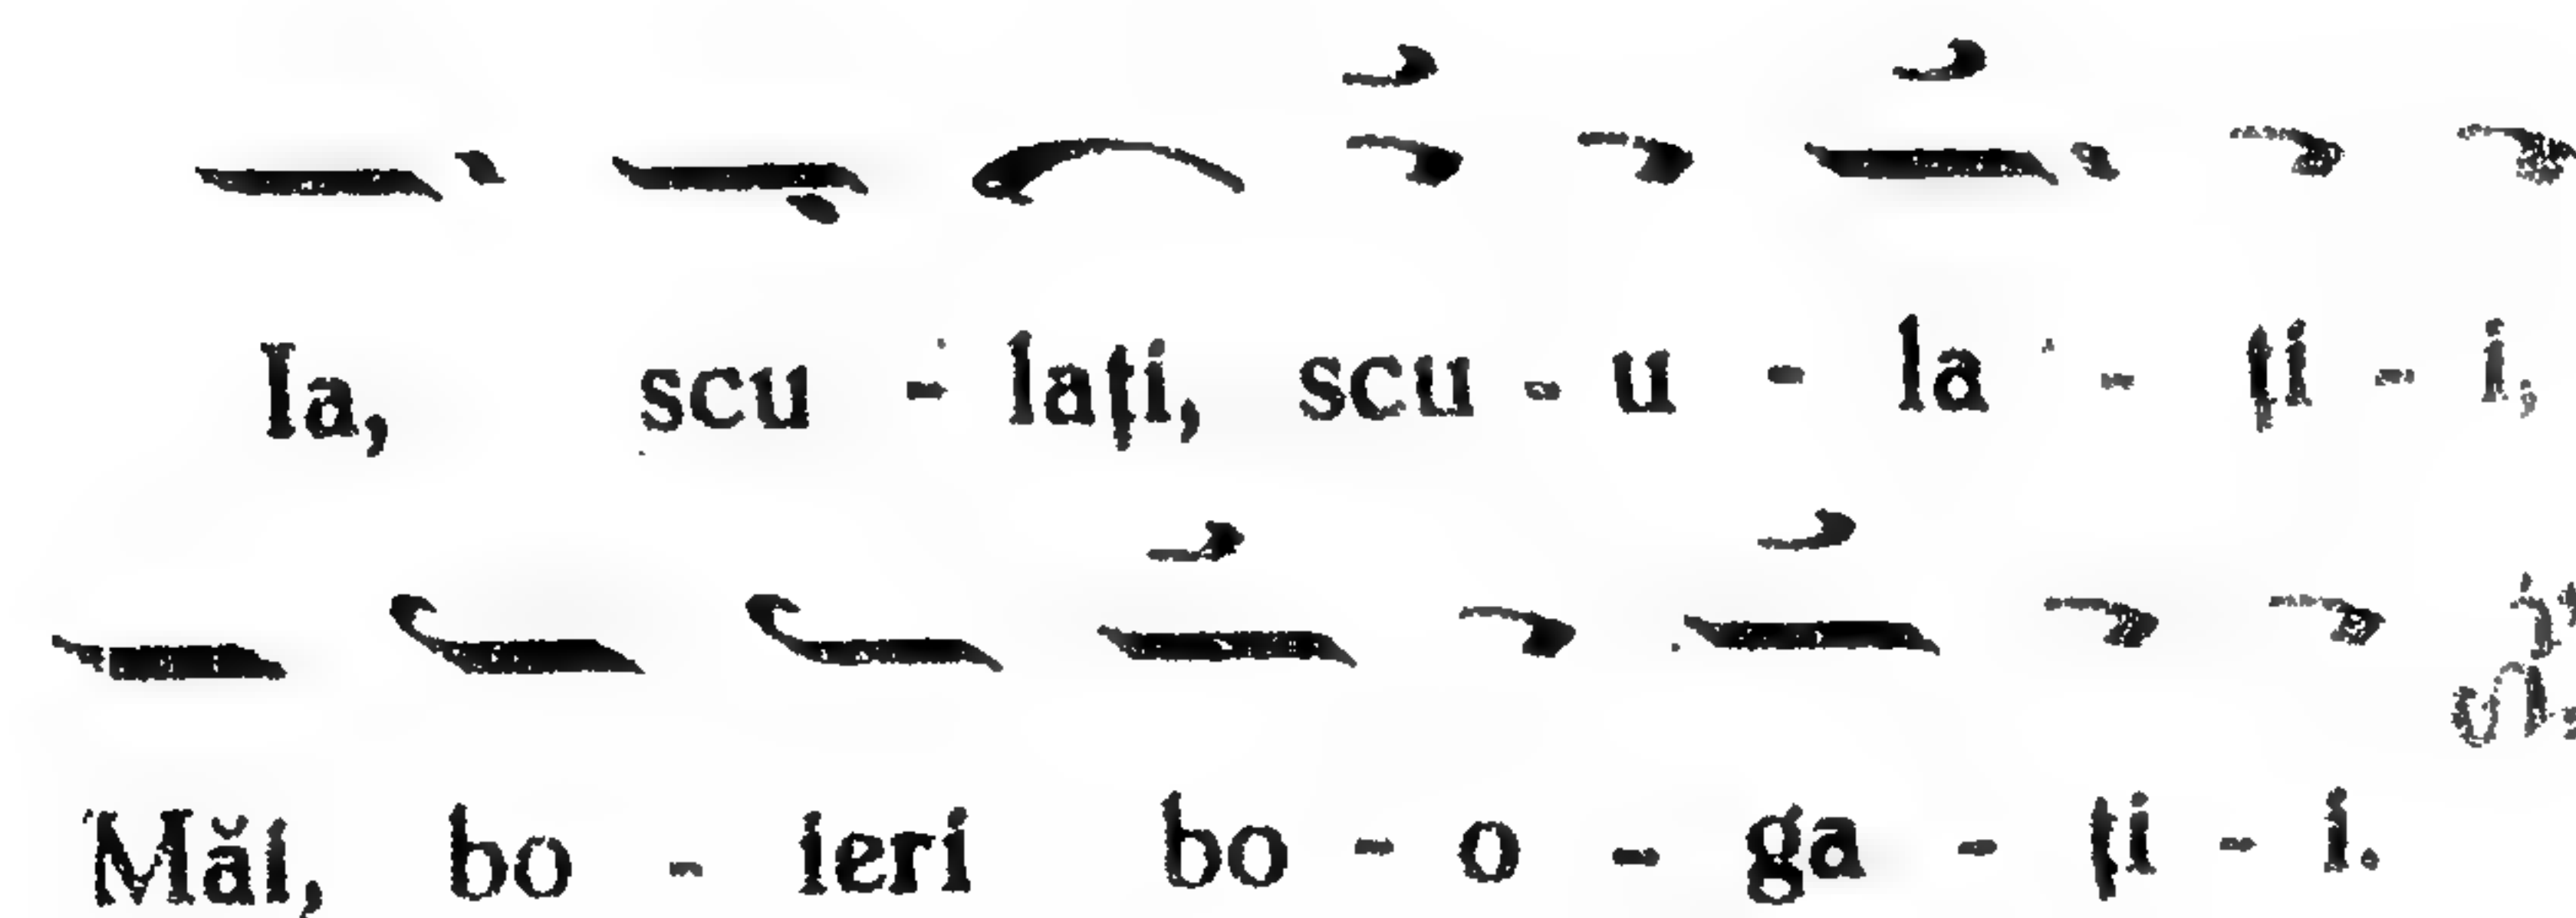 Ia, scu - lați, scu - u - la - ți - i,
Măi, bo - ieri bo - o - ga - ți - i.